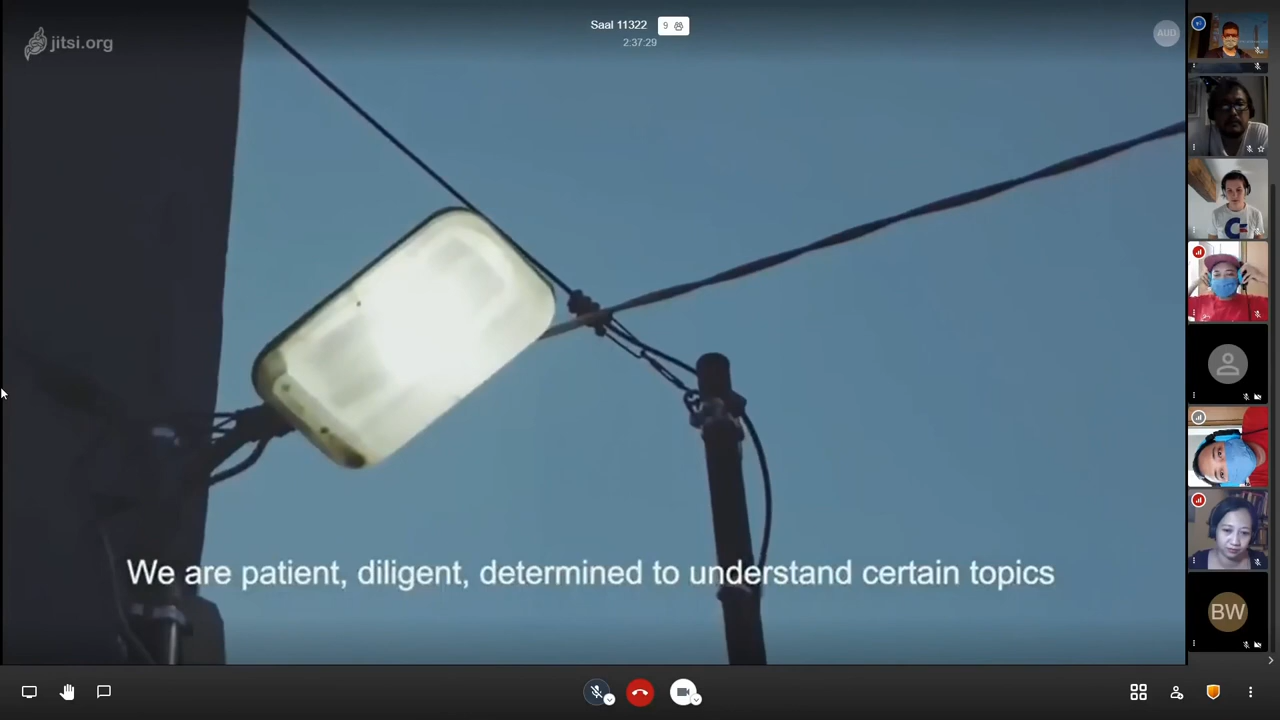 jitsi.org
Saal 11322
9
2:37:29
AUD
We are patient, diligent, determined to understand certain topics
BW